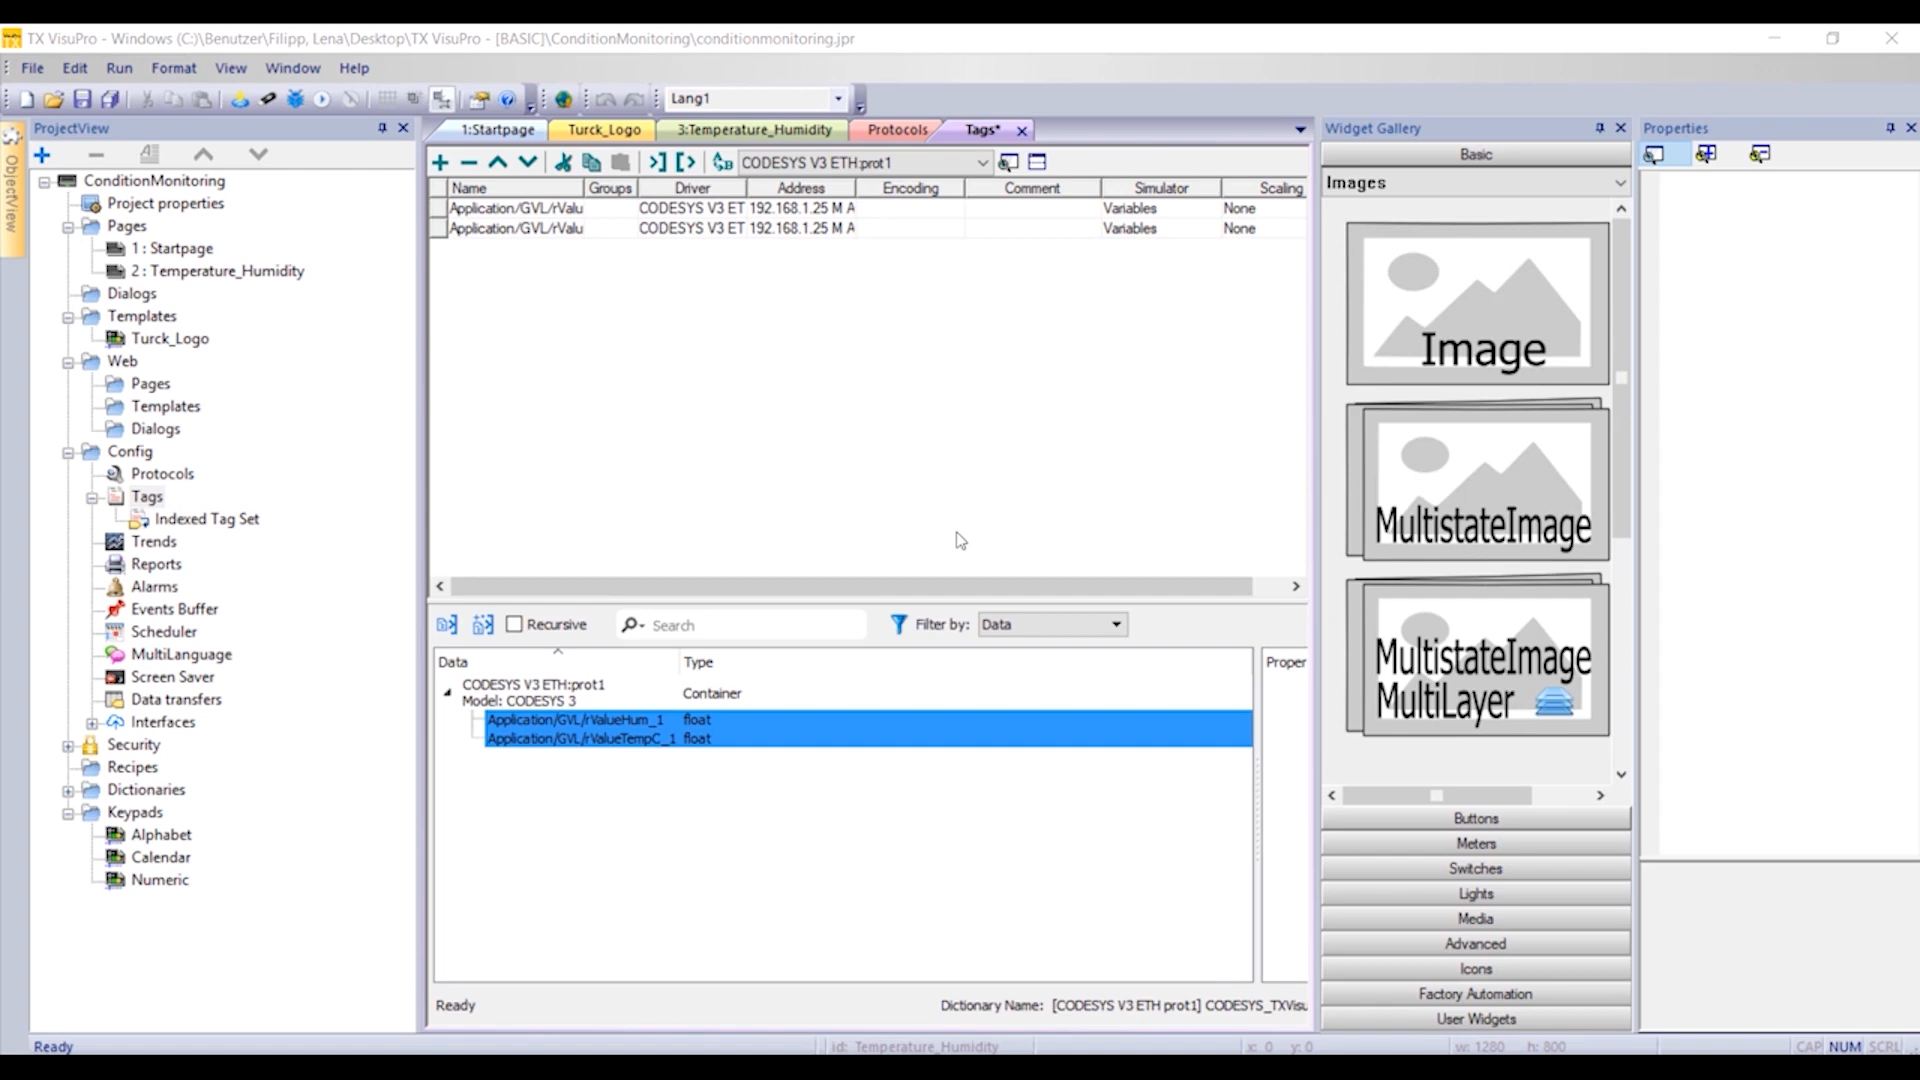 TX VisuPro - Windows (C:)\Benutzer\Filipp, Lena\Desktop\TX VisuPro - [BASIC]\ConditionMonitoring\conditionmonitoring.jpr
File Edit Run Format View Window Help
Lang1
ObjectView
ProjectView
ConditionMonitoring
Project properties
Pages
1 : Startpage
2 : Temperature_Humidity
Dialogs
Templates
Turck_Logo
Web
Pages
Templates
Dialogs
Config
Protocols
Tags
Indexed Tag Set
Trends
Reports
Alarms
Events Buffer
Scheduler
MultiLanguage
Screen Saver
Data transfers
Interfaces
Security
Recipes
Dictionaries
Keypads
Alphabet
Calendar
Numeric
1:Startpage Turck_Logo 3:Temperature_Humidity Protocols Tags*
CODESYS V3 ETH:prot1
Name Groups Driver Address Encoding Comment Simulator Scaling
Application/GVL/rValu CODESYS V3 ET 192.168.1.25 M A Variables None
Application/GVL/rValu CODESYS V3 ET 192.168.1.25 M A Variables None
Recursive Search Filter by: Data
Data Type Proper
CODESYS V3 ETH:prot1
Model: CODESYS 3 Container
Application/GVL/rValueHum_1 float
Application/GVL/rValueTempC_1 float
Ready Dictionary Name: [CODESYS V3 ETH prot1] CODESYS_TXVisu
Widget Gallery
Basic
Images
Image
MultistateImage
MultistateImage
MultiLayer
Buttons
Meters
Switches
Lights
Media
Advanced
Icons
Factory Automation
User Widgets
Properties
Ready id: Temperature_Humidity x: 0 y: 0 w: 1280 h: 800 CAP NUM SCRL